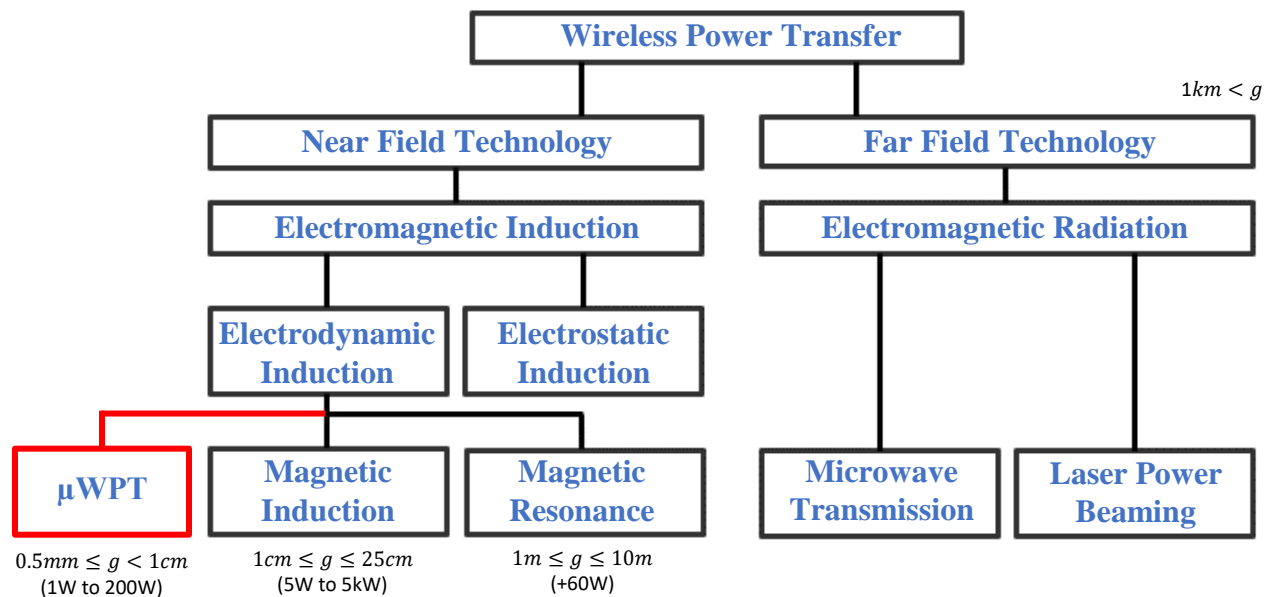 Wireless Power Transfer
1km < g
Near Field Technology
Far Field Technology
Electromagnetic Induction
Electromagnetic Radiation
Electrodynamic
Induction
Electrostatic
Induction
μWPT
Magnetic
Induction
Magnetic
Resonance
Microwave
Transmission
Laser Power
Beaming
0.5mm ≤ g < 1cm
(1W to 200W)
1cm ≤ g ≤ 25cm
(5W to 5kW)
1m ≤ g ≤ 10m
(+60W)